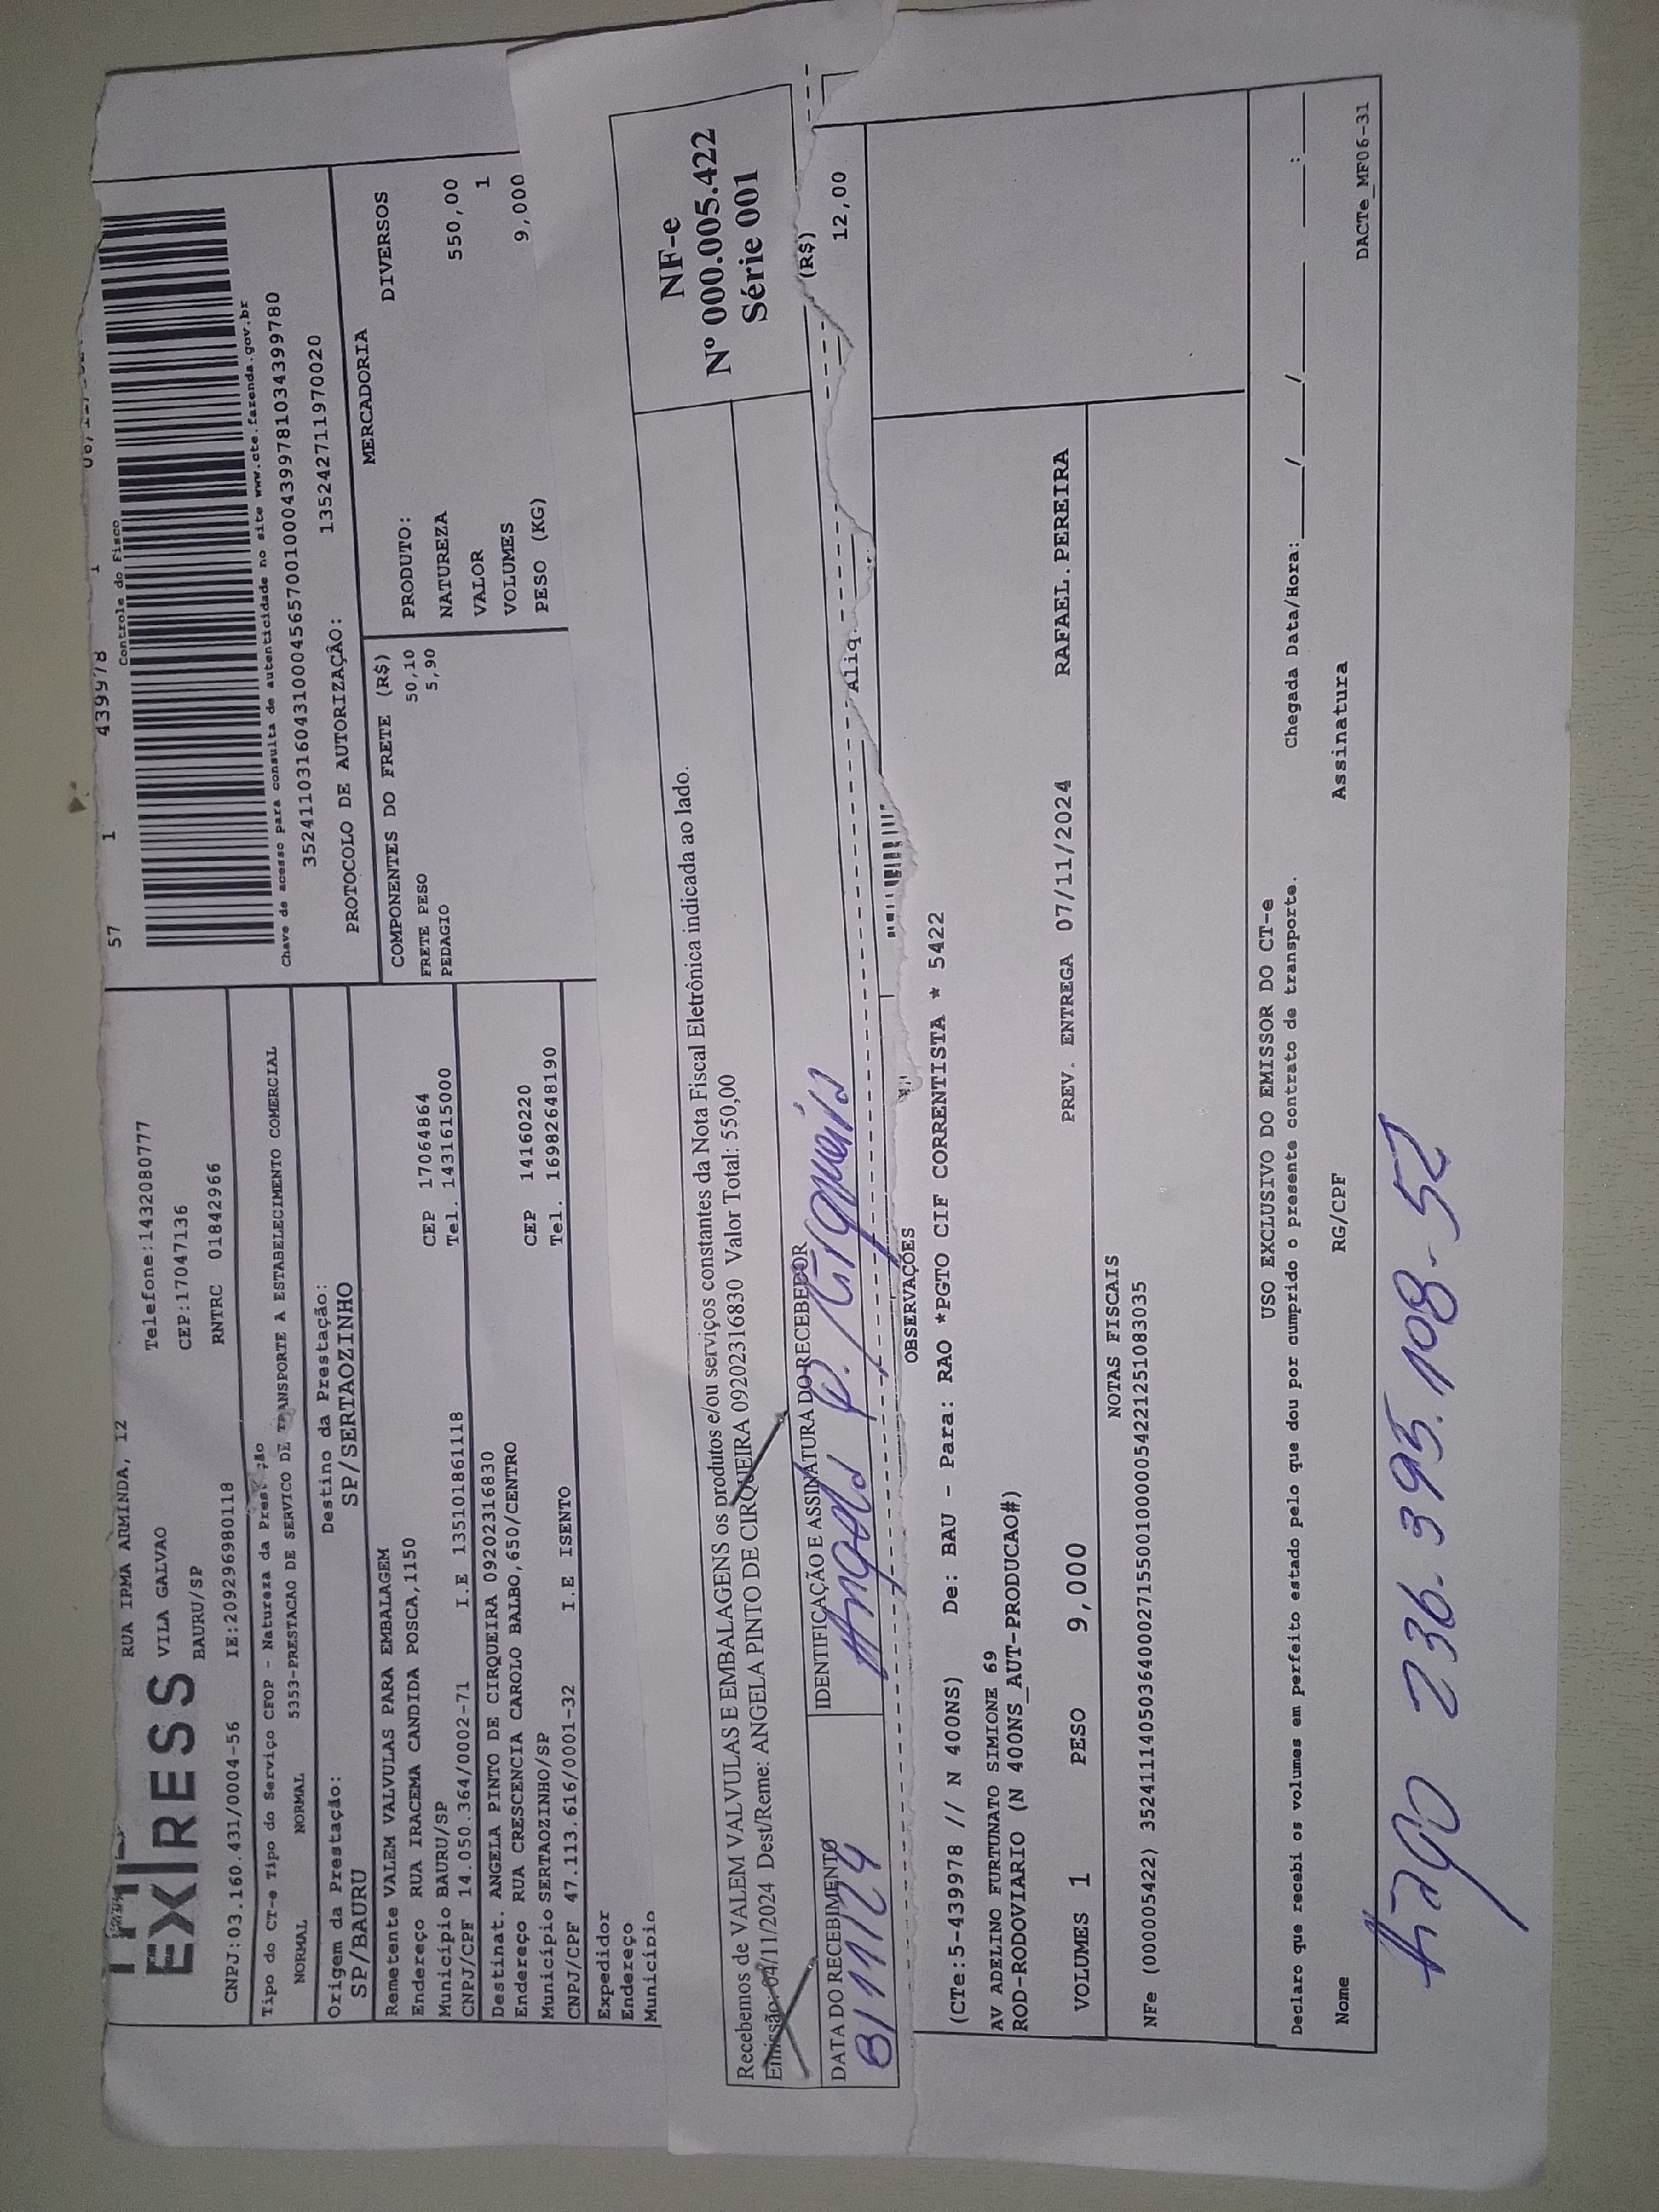 EXPRESS
RUA IRMA ARMINDA, 12
VILA GALVAO
BAURU/SP
Telefone:1432080777
CEP:17047136
CNPJ:03.160.431/0004-56 IE:209296980118 RNTRC 01842966
Tipo do CT-e Tipo do Serviço CFOP - Natureza da
NORMAL NORMAL 5353-PRESTACAO DE SERVICO DE TRANSPORTE A ESTABELECIMENTO COMERCIAL
Origem da Prestação: Destino da Prestação:
SP/BAURU SP/SERTAOZINHO
57 1 439978 1
Controle do Fisco
Chave de acesso para consulta de autenticidade no site www.cte.fazenda.gov.br
35241103160431000456570010004399781034399780
PROTOCOLO DE AUTORIZAÇÃO: 135242711970020
Remetente VALEM VALVULAS PARA EMBALAGEM
Endereço RUA IRACEMA CANDIDA POSCA,1150 CEP 17064864
Município BAURU/SP Tel. 1431615000
CNPJ/CPF 14.050.364/0002-71 I.E 135101861118
Destinat. ANGELA PINTO DE CIRQUEIRA 09202316830
Endereço RUA CRESCENCIA CAROLO BALBO,650/CENTRO CEP 14160220
Município SERTAOZINHO/SP Tel. 16982648190
CNPJ/CPF 47.113.616/0001-32 I.E ISENTO
Expedidor
Endereço
Município
COMPONENTES DO FRETE (R$)
FRETE PESO 50,10
PEDAGIO 5,90
MERCADORIA
PRODUTO: DIVERSOS
NATUREZA
VALOR 550,00
VOLUMES 1
PESO (KG) 9,000
Recebemos de VALEM VALVULAS E EMBALAGENS os produtos e/ou serviços constantes da Nota Fiscal Eletrônica indicada ao lado.
Emissão: 04/11/2024 Dest/Reme: ANGELA PINTO DE CIRQUEIRA 09202316830 Valor Total: 550,00
DATA DO RECEBIMENTO IDENTIFICAÇÃO E ASSINATURA DO RECEBEDOR
8/11/24 Angela P. Cirqueira
NF-e
Nº 000.005.422
Série 001
Aliq. (R$)
12,00
OBSERVAÇÕES
(CTe:5-439978 // N 400NS) De: BAU - Para: RAO **PGTO CIF CORRENTISTA * 5422
AV ADELINO FURTUNATO SIMIONE 69
ROD-RODOVIARIO (N 400NS_AUT-PRODUCAO#)
VOLUMES 1 PESO 9,000 PREV. ENTREGA 07/11/2024 RAFAEL.PEREIRA
NOTAS FISCAIS
NFe (000005422) 35241114050364000271550010000054221251083035
USO EXCLUSIVO DO EMISSOR DO CT-e
Declaro que recebi os volumes em perfeito estado pelo que dou por cumprido o presente contrato de transporte. Chegada Data/Hora:____/____/____ ___:___
Nome RG/CPF Assinatura
DACTe_MF06-31
236.395.108-52